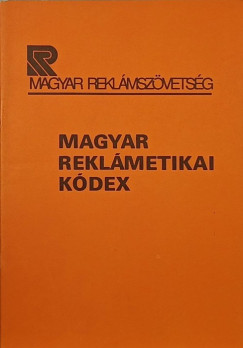 MAGYAR REKLÁMSZÖVETSÉG
MAGYAR
REKLÁMETIKAI
KÓDEX